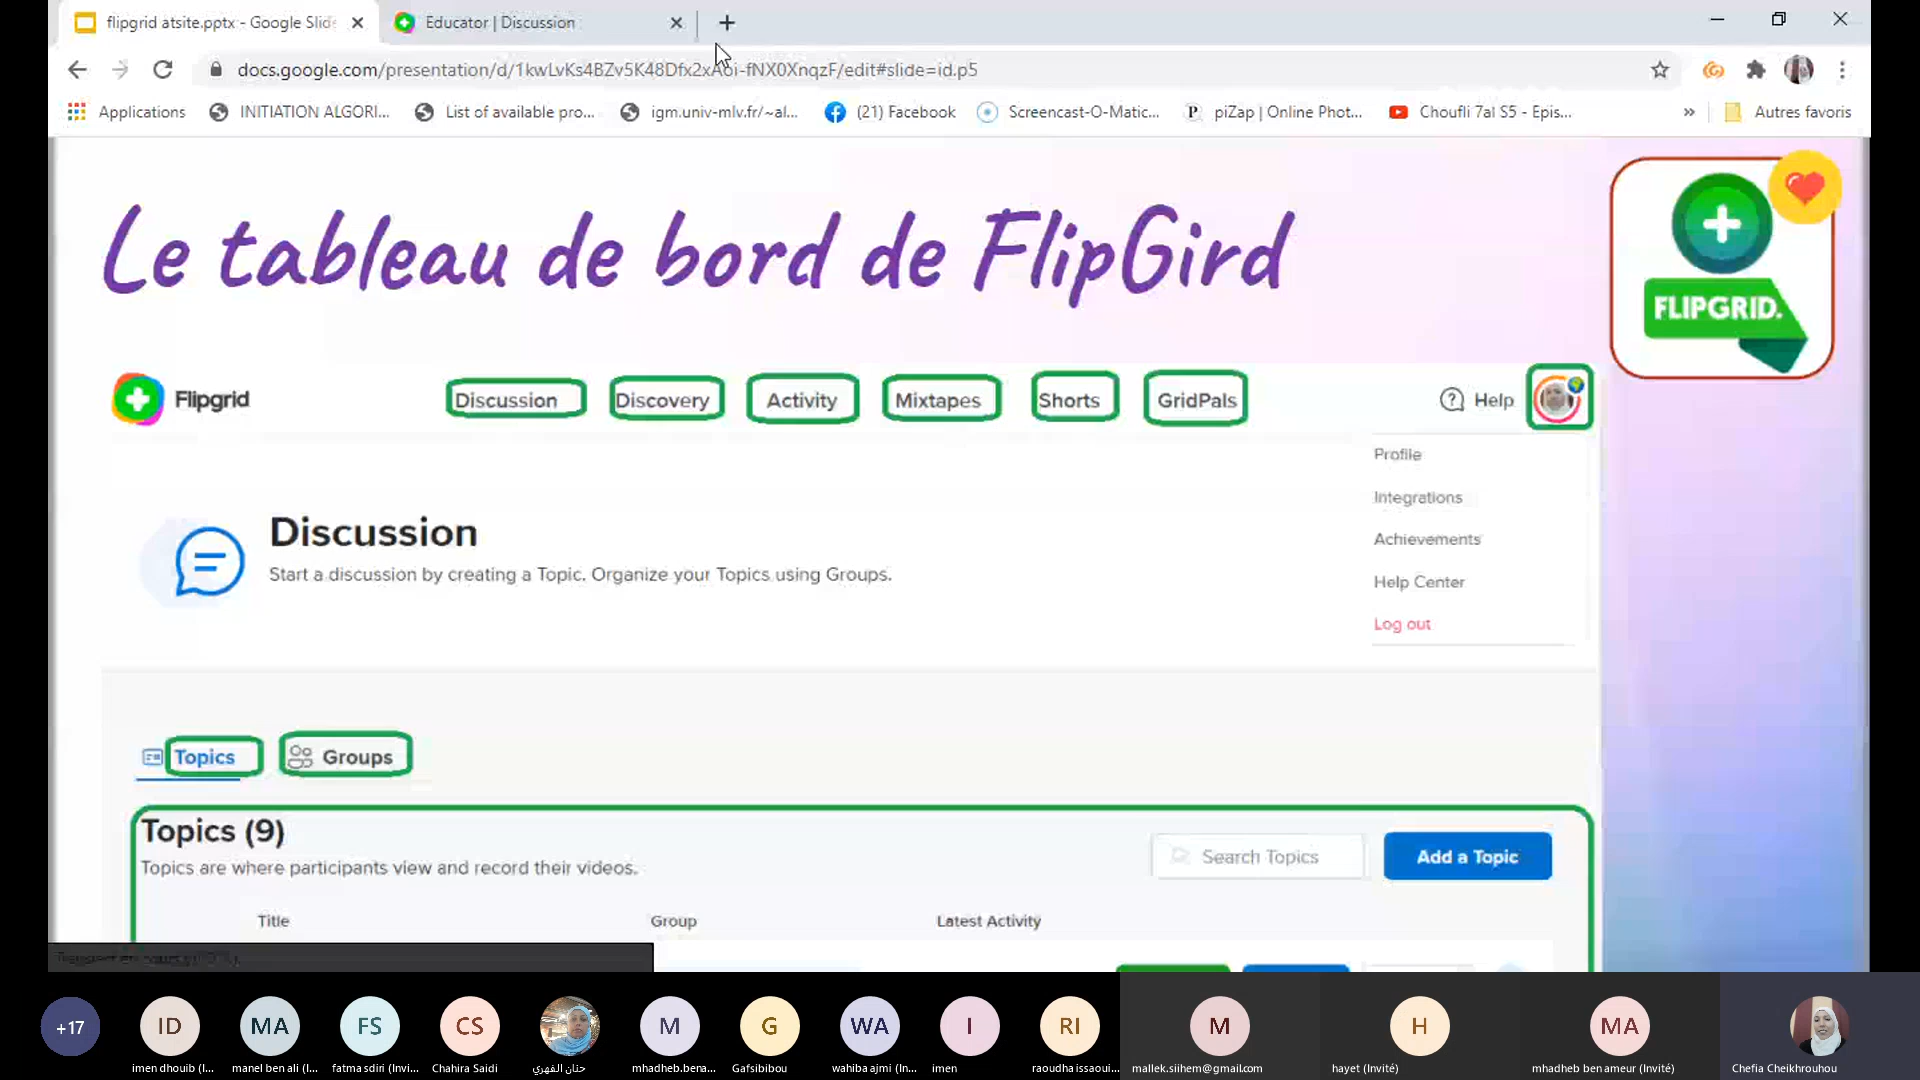 flipgrid atsite.pptx - Google Slide
Educator | Discussion
docs.google.com/presentation/d/1kwLvKs4BZv5K48Dfx2xAoi-fNX0XnqzF/edit#slide=id.p5
Applications
INITIATION ALGORI...
List of available pro...
igm.univ-mlv.fr/~al...
(21) Facebook
Screencast-O-Matic...
piZap | Online Phot...
Choufli 7al S5 - Epis...
»
Autres favoris
Le tableau de bord de FlipGird
FLIPGRID.
Flipgrid
Discussion
Discovery
Activity
Mixtapes
Shorts
GridPals
Help
Profile
Integrations
Achievements
Help Center
Log out
Discussion
Start a discussion by creating a Topic. Organize your Topics using Groups.
Topics
Groups
Topics (9)
Topics are where participants view and record their videos.
Search Topics
Add a Topic
Title
Group
Latest Activity
+17
ID
MA
FS
CS
M
G
WA
I
RI
M
H
MA
imen dhouib (I...
manel ben ali (I...
fatma sdiri (Invi...
Chahira Saidi
حنان الفهري
mhadheb.bena...
Gafsibibou
wahiba ajmi (In...
imen
raoudha issaoui...
mallek.siihem@gmail.com
hayet (Invité)
mhadheb ben ameur (Invité)
Chefia Cheikhrouhou